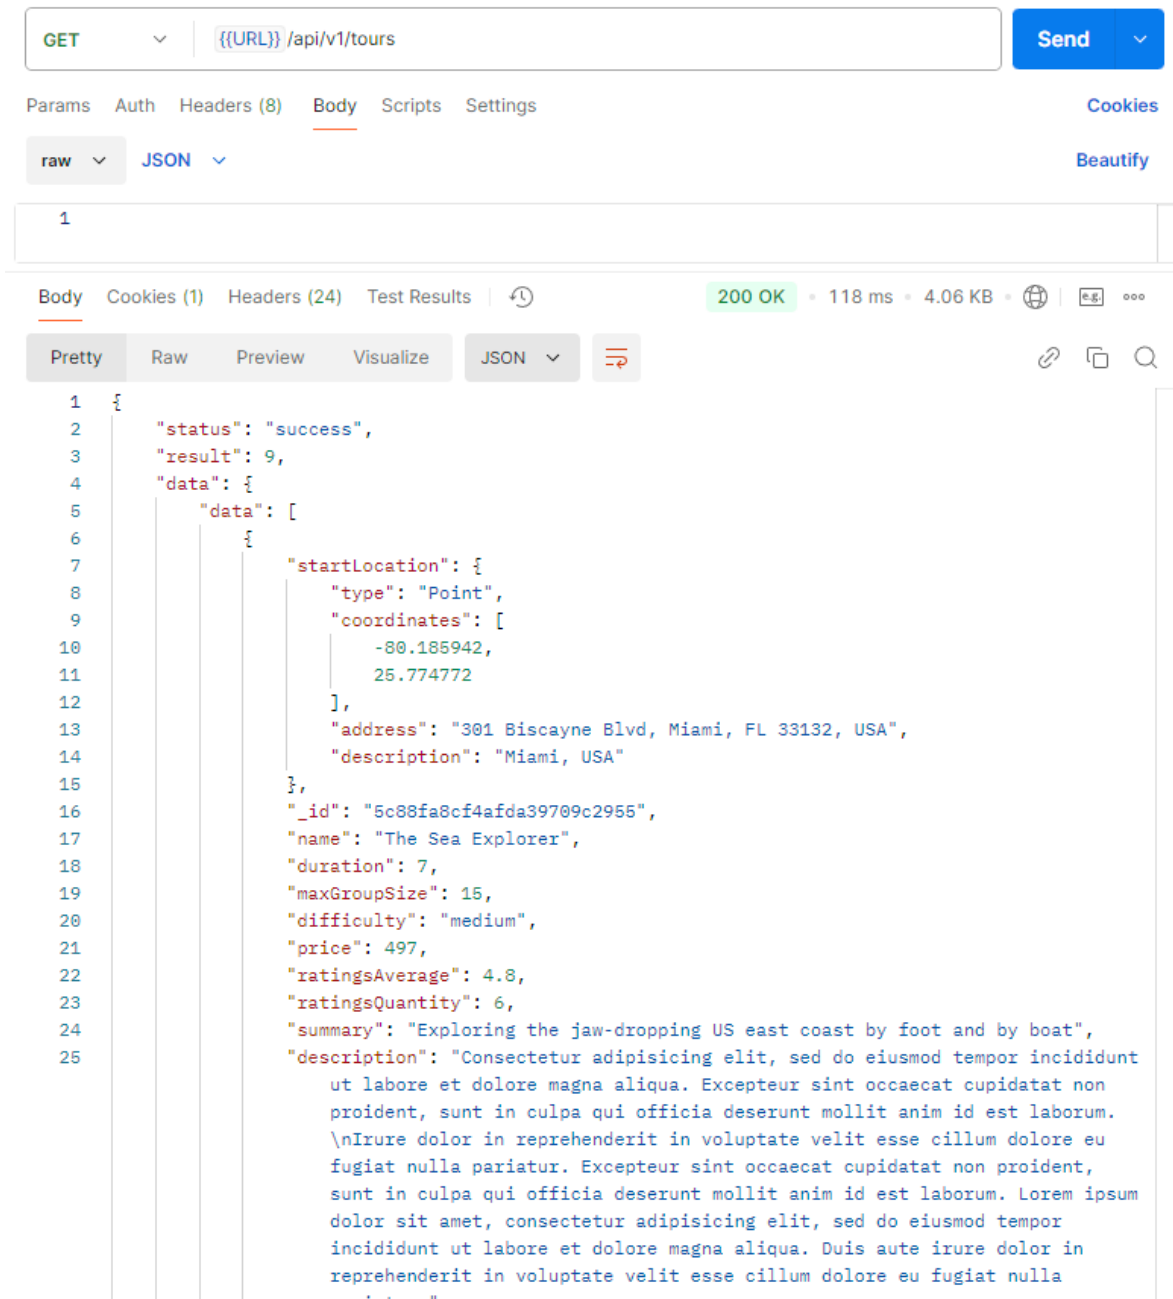 GET {{URL}} /api/v1/tours Send
Params Auth Headers (8) Body Scripts Settings Cookies
raw JSON Beautify
1
Body Cookies (1) Headers (24) Test Results 200 OK 118 ms 4.06 KB e.g.
Pretty Raw Preview Visualize JSON
1 {
2 "status": "success",
3 "result": 9,
4 "data": {
5 "data": [
6 {
7 "startLocation": {
8 "type": "Point",
9 "coordinates": [
10 -80.185942,
11 25.774772
12 ],
13 "address": "301 Biscayne Blvd, Miami, FL 33132, USA",
14 "description": "Miami, USA"
15 },
16 "_id": "5c88fa8cf4afda39709c2955",
17 "name": "The Sea Explorer",
18 "duration": 7,
19 "maxGroupSize": 15,
20 "difficulty": "medium",
21 "price": 497,
22 "ratingsAverage": 4.8,
23 "ratingsQuantity": 6,
24 "summary": "Exploring the jaw-dropping US east coast by foot and by boat",
25 "description": "Consectetur adipisicing elit, sed do eiusmod tempor incididunt
ut labore et dolore magna aliqua. Excepteur sint occaecat cupidatat non
proident, sunt in culpa qui officia deserunt mollit anim id est laborum.
\nIrure dolor in reprehenderit in voluptate velit esse cillum dolore eu
fugiat nulla pariatur. Excepteur sint occaecat cupidatat non proident,
sunt in culpa qui officia deserunt mollit anim id est laborum. Lorem ipsum
dolor sit amet, consectetur adipisicing elit, sed do eiusmod tempor
incididunt ut labore et dolore magna aliqua. Duis aute irure dolor in
reprehenderit in voluptate velit esse cillum dolore eu fugiat nulla